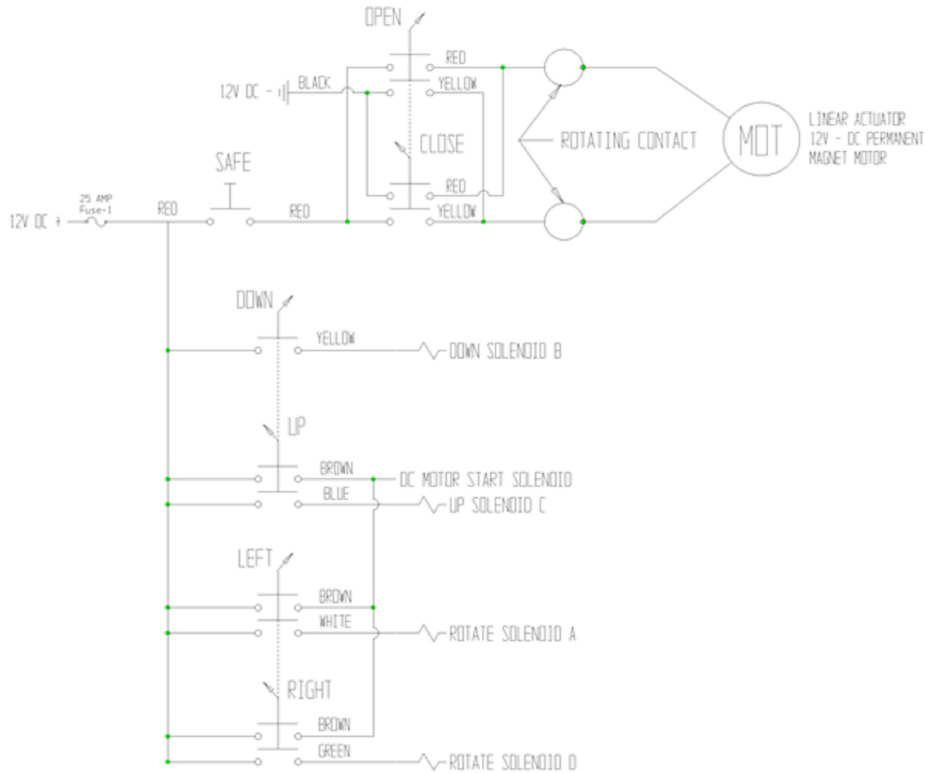 OPEN
RED
12V DC -
BLACK
YELLOW
CLOSE
ROTATING CONTACT
MOT
LINEAR ACTUATOR
12V - DC PERMANENT
MAGNET MOTOR
SAFE
RED
25 AMP
Fuse-1
12V DC +
RED
RED
YELLOW
DOWN
YELLOW
DOWN SOLENOID B
UP
BROWN
DC MOTOR START SOLENOID
BLUE
UP SOLENOID C
LEFT
BROWN
WHITE
ROTATE SOLENOID A
RIGHT
BROWN
GREEN
ROTATE SOLENOID D